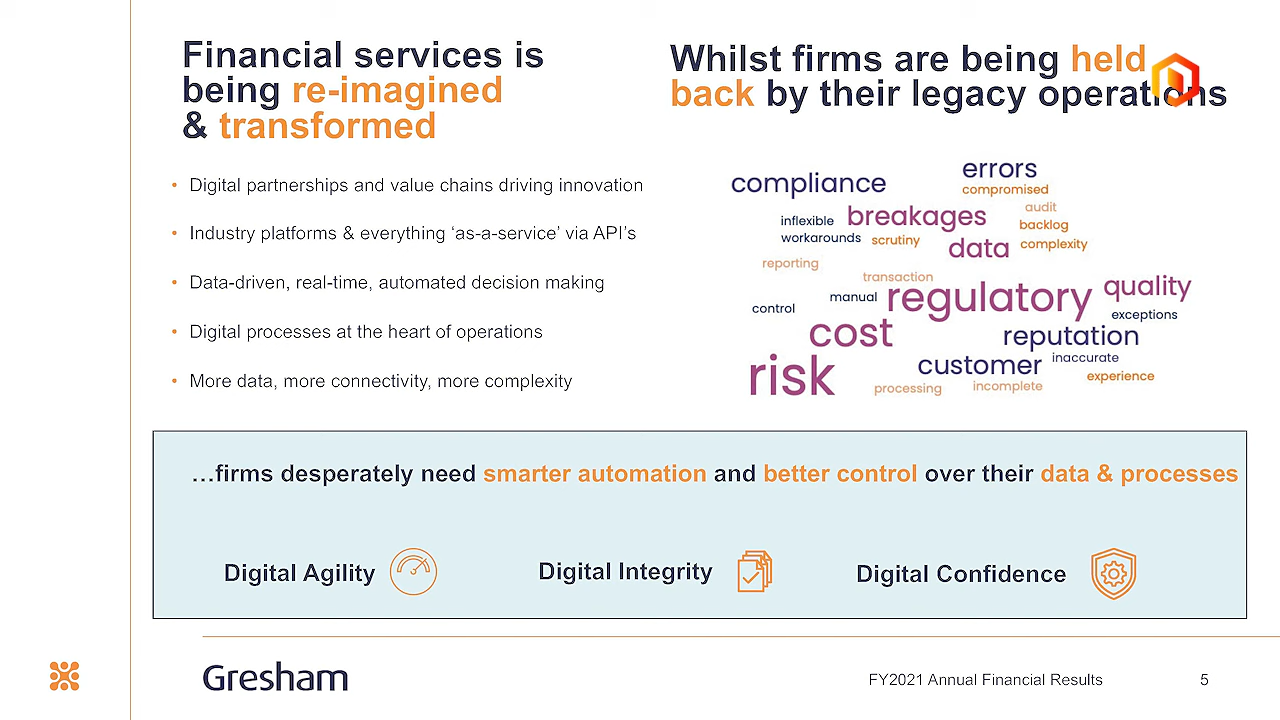 Financial services is
being re-imagined
& transformed
• Digital partnerships and value chains driving innovation
• Industry platforms & everything ‘as-a-service’ via API’s
• Data-driven, real-time, automated decision making
• Digital processes at the heart of operations
• More data, more connectivity, more complexity
Whilst firms are being held
back by their legacy operations
errors
compliance
compromised
audit
inflexible
breakages
backlog
workarounds
scrutiny
data
complexity
reporting
transaction
quality
manual
regulatory
control
exceptions
cost
reputation
inaccurate
customer
risk
experience
processing
incomplete
…firms desperately need smarter automation and better control over their data & processes
Digital Agility
Digital Integrity
Digital Confidence
Gresham
FY2021 Annual Financial Results
5